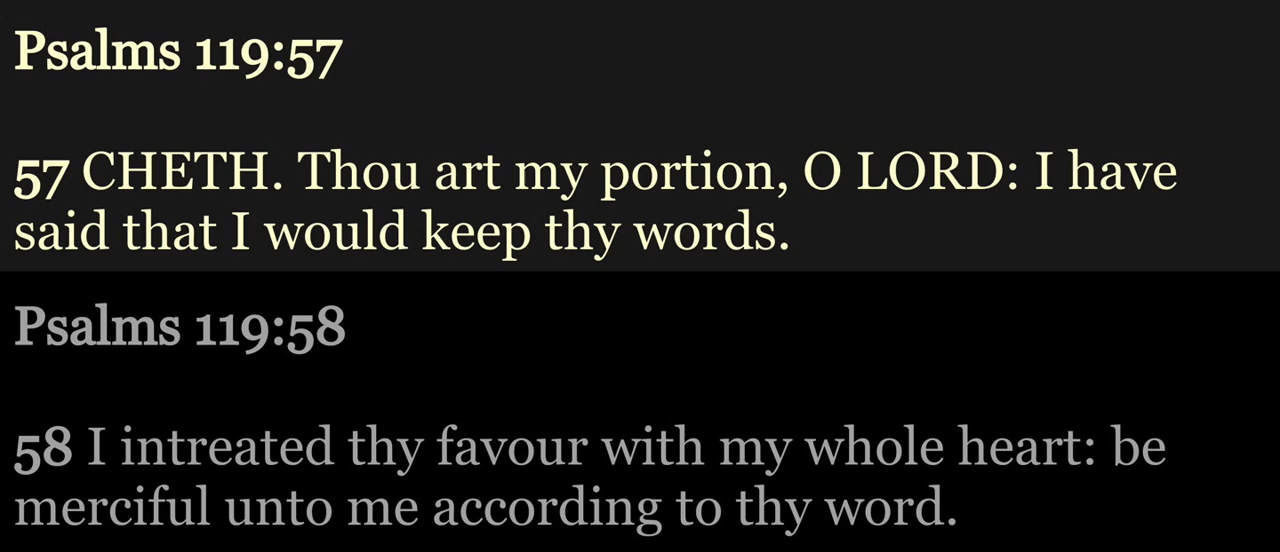 Psalms 119:57
57 CHETH. Thou art my portion, O LORD: I have
said that I would keep thy words.
Psalms 119:58
58 I intreated thy favour with my whole heart: be
merciful unto me according to thy word.